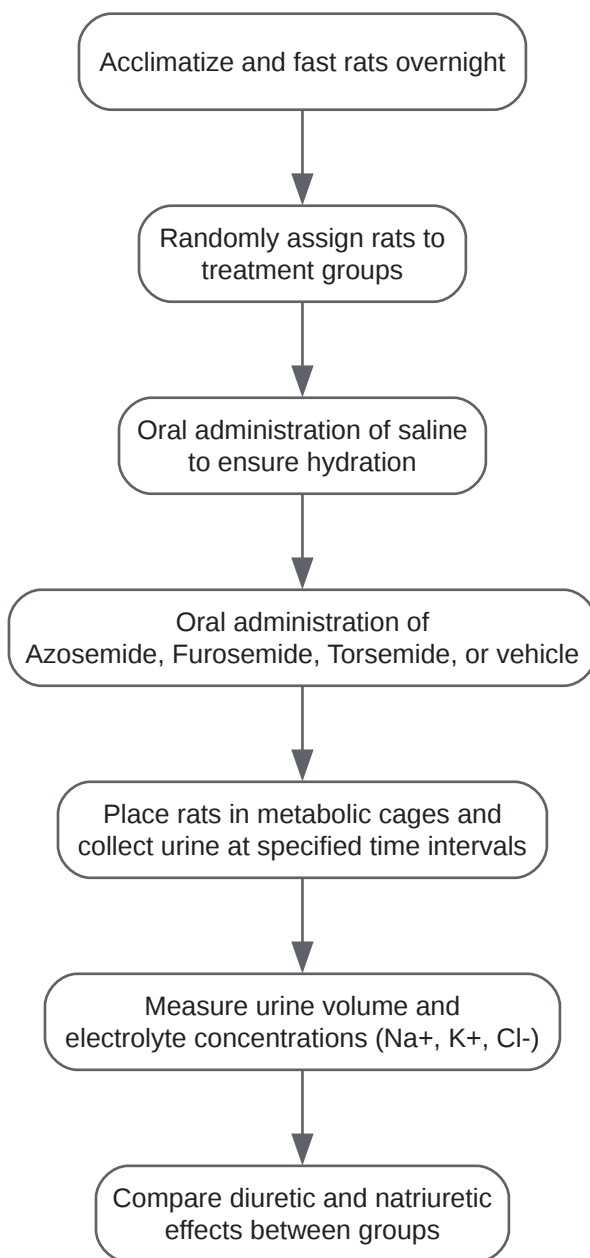 Acclimatize and fast rats overnight
Randomly assign rats to
treatment groups
Oral administration of saline
to ensure hydration
Oral administration of
Azosemide, Furosemide, Torsemide, or vehicle
Place rats in metabolic cages and
collect urine at specified time intervals
Measure urine volume and
electrolyte concentrations (Na+, K+, Cl-)
Compare diuretic and natriuretic
effects between groups